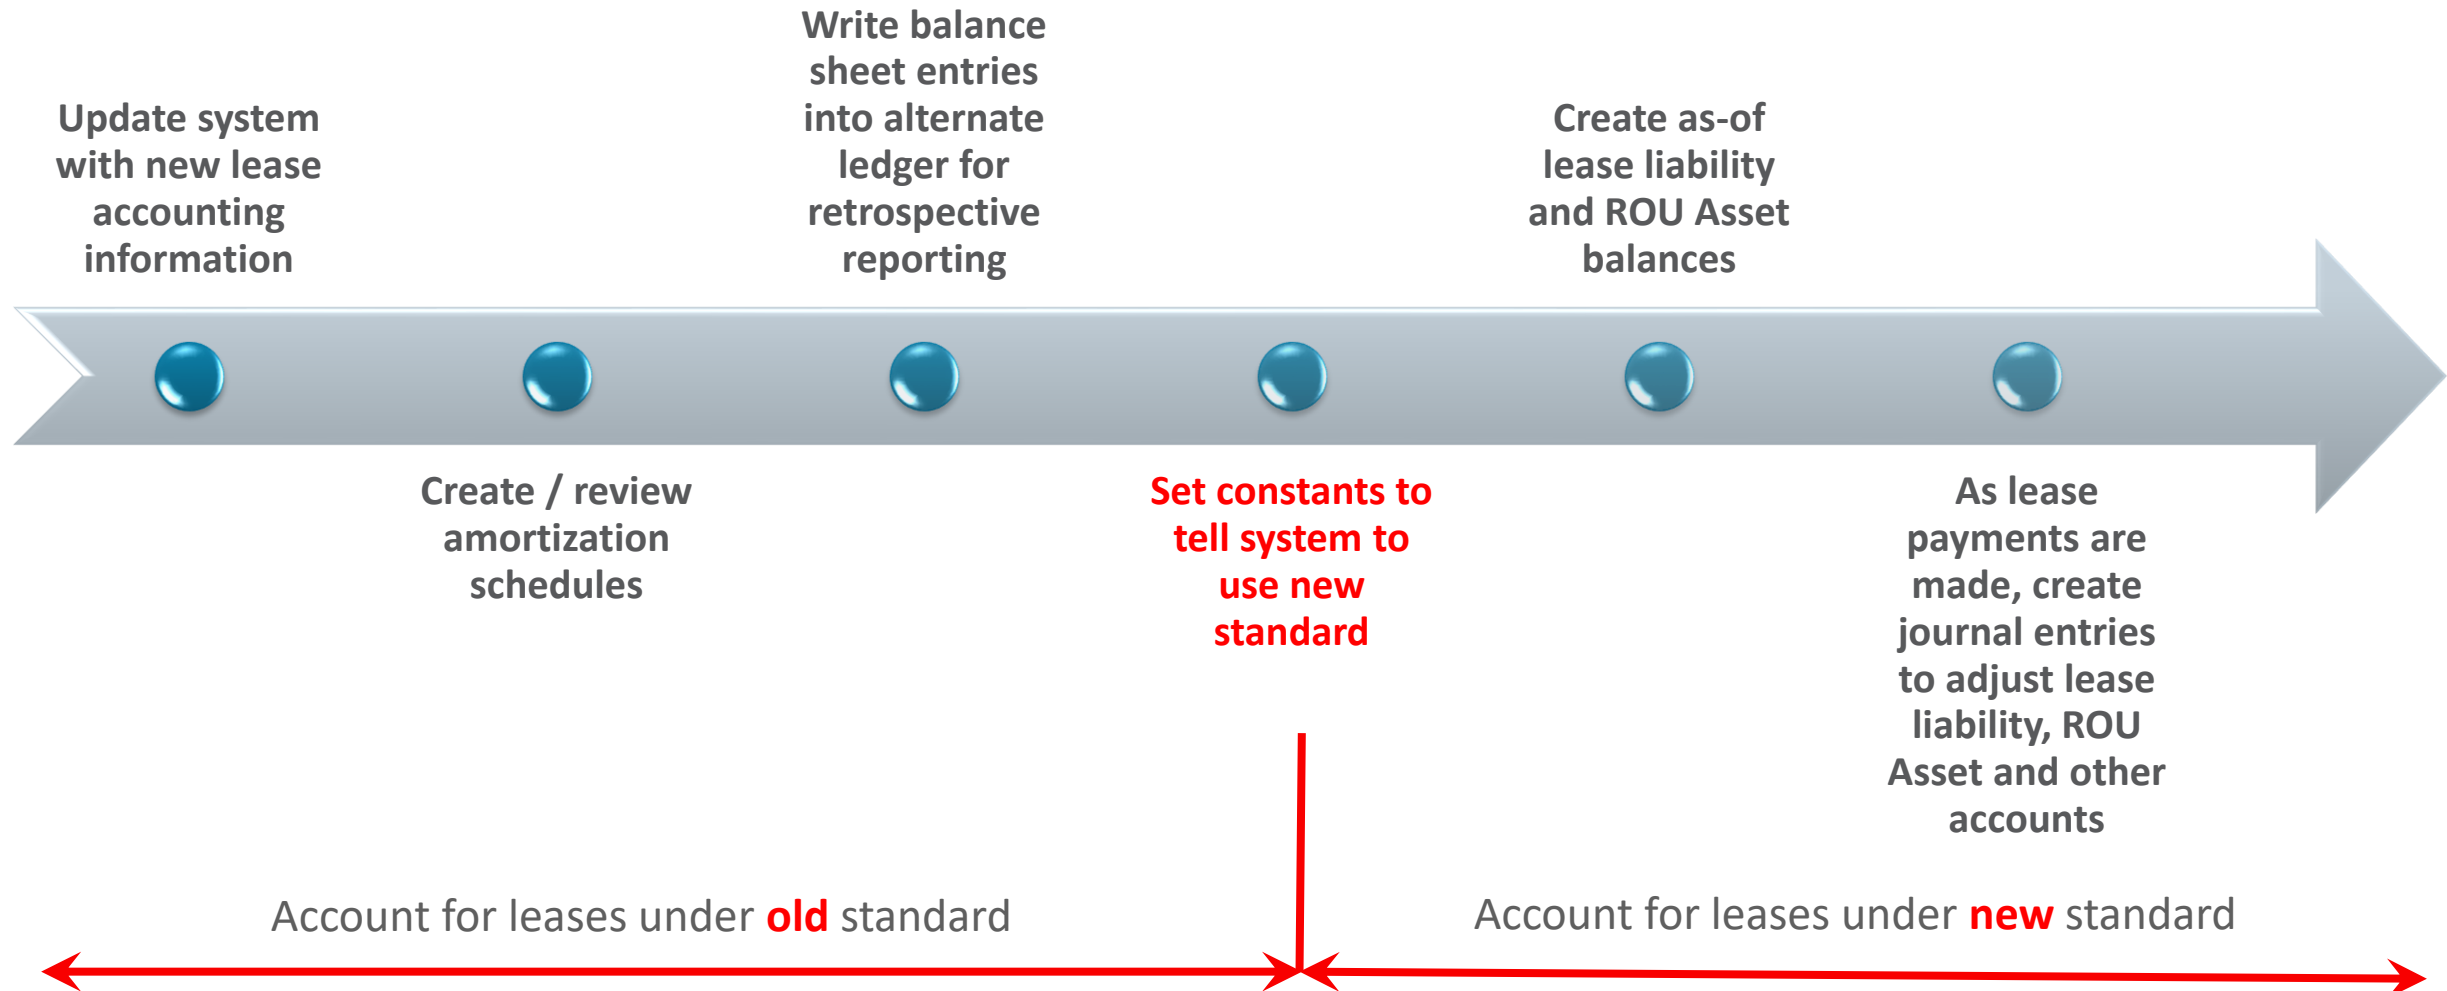 Update system
with new lease
accounting
information
Create / review
amortization
schedules
Write balance
sheet entries
into alternate
ledger for
retrospective
reporting
Set constants to
tell system to
use new
standard
Create as-of
lease liability
and ROU Asset
balances
As lease
payments are
made, create
journal entries
to adjust lease
liability, ROU
Asset and other
accounts
Account for leases under old standard
Account for leases under new standard